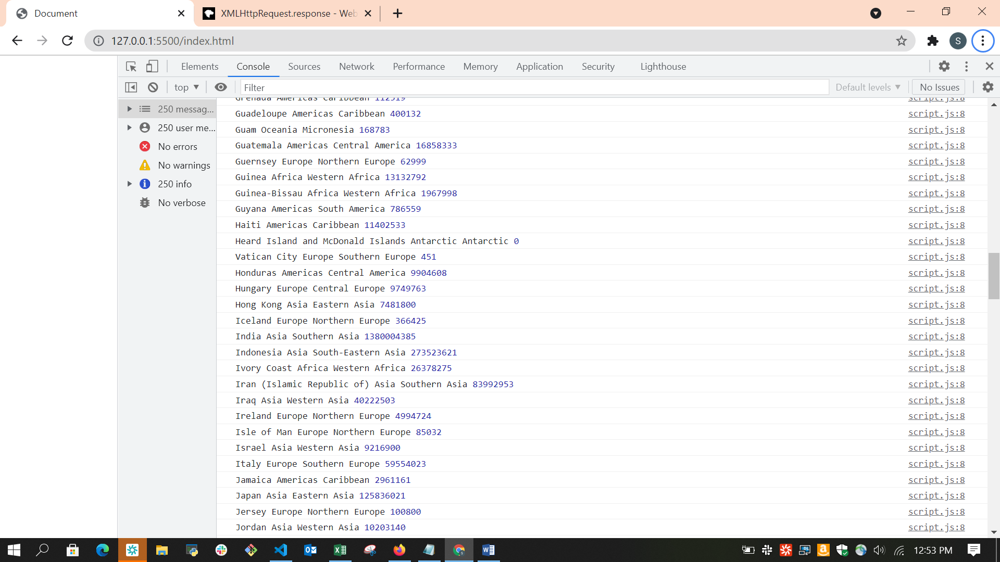 Document
XMLHttpRequest.response - Web
127.0.0.1:5500/index.html
S
Elements Console Sources Network Performance Memory Application Security Lighthouse
top Filter Default levels No Issues
250 messag...
250 user me...
No errors
No warnings
250 info
No verbose
Grenada Americas Caribbean 112519 script.js:8
Guadeloupe Americas Caribbean 400132 script.js:8
Guam Oceania Micronesia 168783 script.js:8
Guatemala Americas Central America 16858333 script.js:8
Guernsey Europe Northern Europe 62999 script.js:8
Guinea Africa Western Africa 13132792 script.js:8
Guinea-Bissau Africa Western Africa 1967998 script.js:8
Guyana Americas South America 786559 script.js:8
Haiti Americas Caribbean 11402533 script.js:8
Heard Island and McDonald Islands Antarctic Antarctic 0 script.js:8
Vatican City Europe Southern Europe 451 script.js:8
Honduras Americas Central America 9904608 script.js:8
Hungary Europe Central Europe 9749763 script.js:8
Hong Kong Asia Eastern Asia 7481800 script.js:8
Iceland Europe Northern Europe 366425 script.js:8
India Asia Southern Asia 1380004385 script.js:8
Indonesia Asia South-Eastern Asia 273523621 script.js:8
Ivory Coast Africa Western Africa 26378275 script.js:8
Iran (Islamic Republic of) Asia Southern Asia 83992953 script.js:8
Iraq Asia Western Asia 40222503 script.js:8
Ireland Europe Northern Europe 4994724 script.js:8
Isle of Man Europe Northern Europe 85032 script.js:8
Israel Asia Western Asia 9216900 script.js:8
Italy Europe Southern Europe 59554023 script.js:8
Jamaica Americas Caribbean 2961161 script.js:8
Japan Asia Eastern Asia 125836021 script.js:8
Jersey Europe Northern Europe 100800 script.js:8
Jordan Asia Western Asia 10203140 script.js:8
12:53 PM